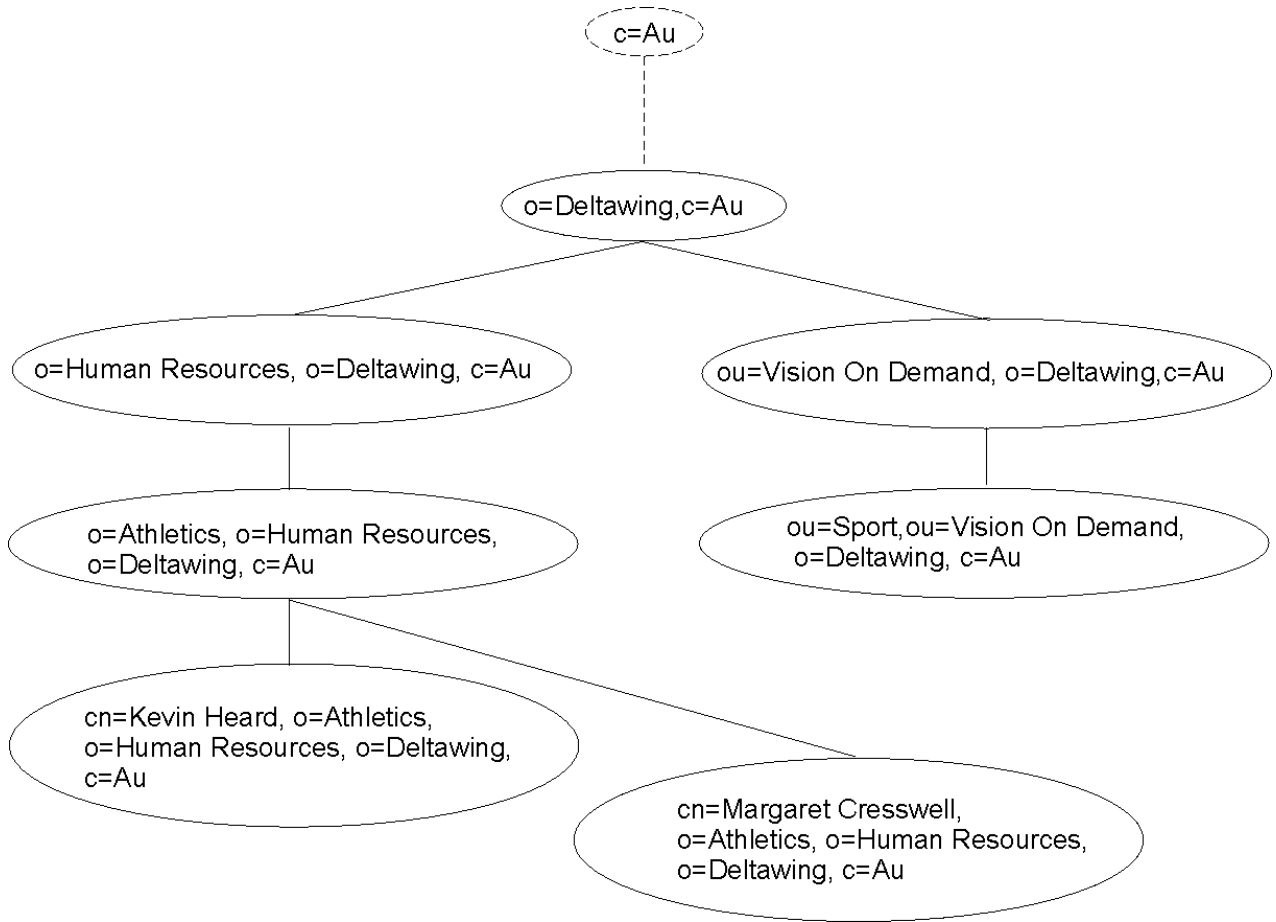 c=Au
o=Deltawing,c=Au
o=Human Resources, o=Deltawing, c=Au
ou=Vision On Demand, o=Deltawing,c=Au
o=Athletics, o=Human Resources,
o=Deltawing, c=Au
ou=Sport,ou=Vision On Demand,
o=Deltawing, c=Au
cn=Kevin Heard, o=Athletics,
o=Human Resources, o=Deltawing,
c=Au
cn=Margaret Cresswell,
o=Athletics, o=Human Resources,
o=Deltawing, c=Au